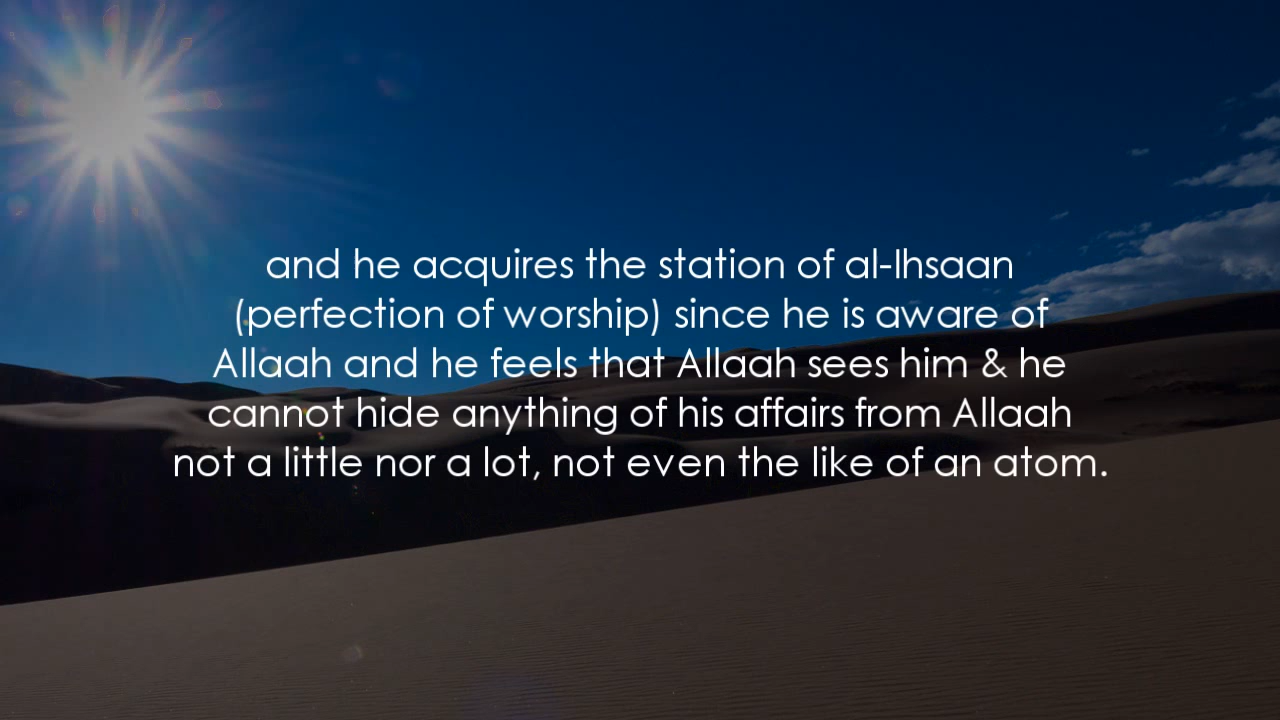 and he acquires the station of al-Ihsaan
(perfection of worship) since he is aware of
Allaah and he feels that Allaah sees him & he
cannot hide anything of his affairs from Allaah
not a little nor a lot, not even the like of an atom.